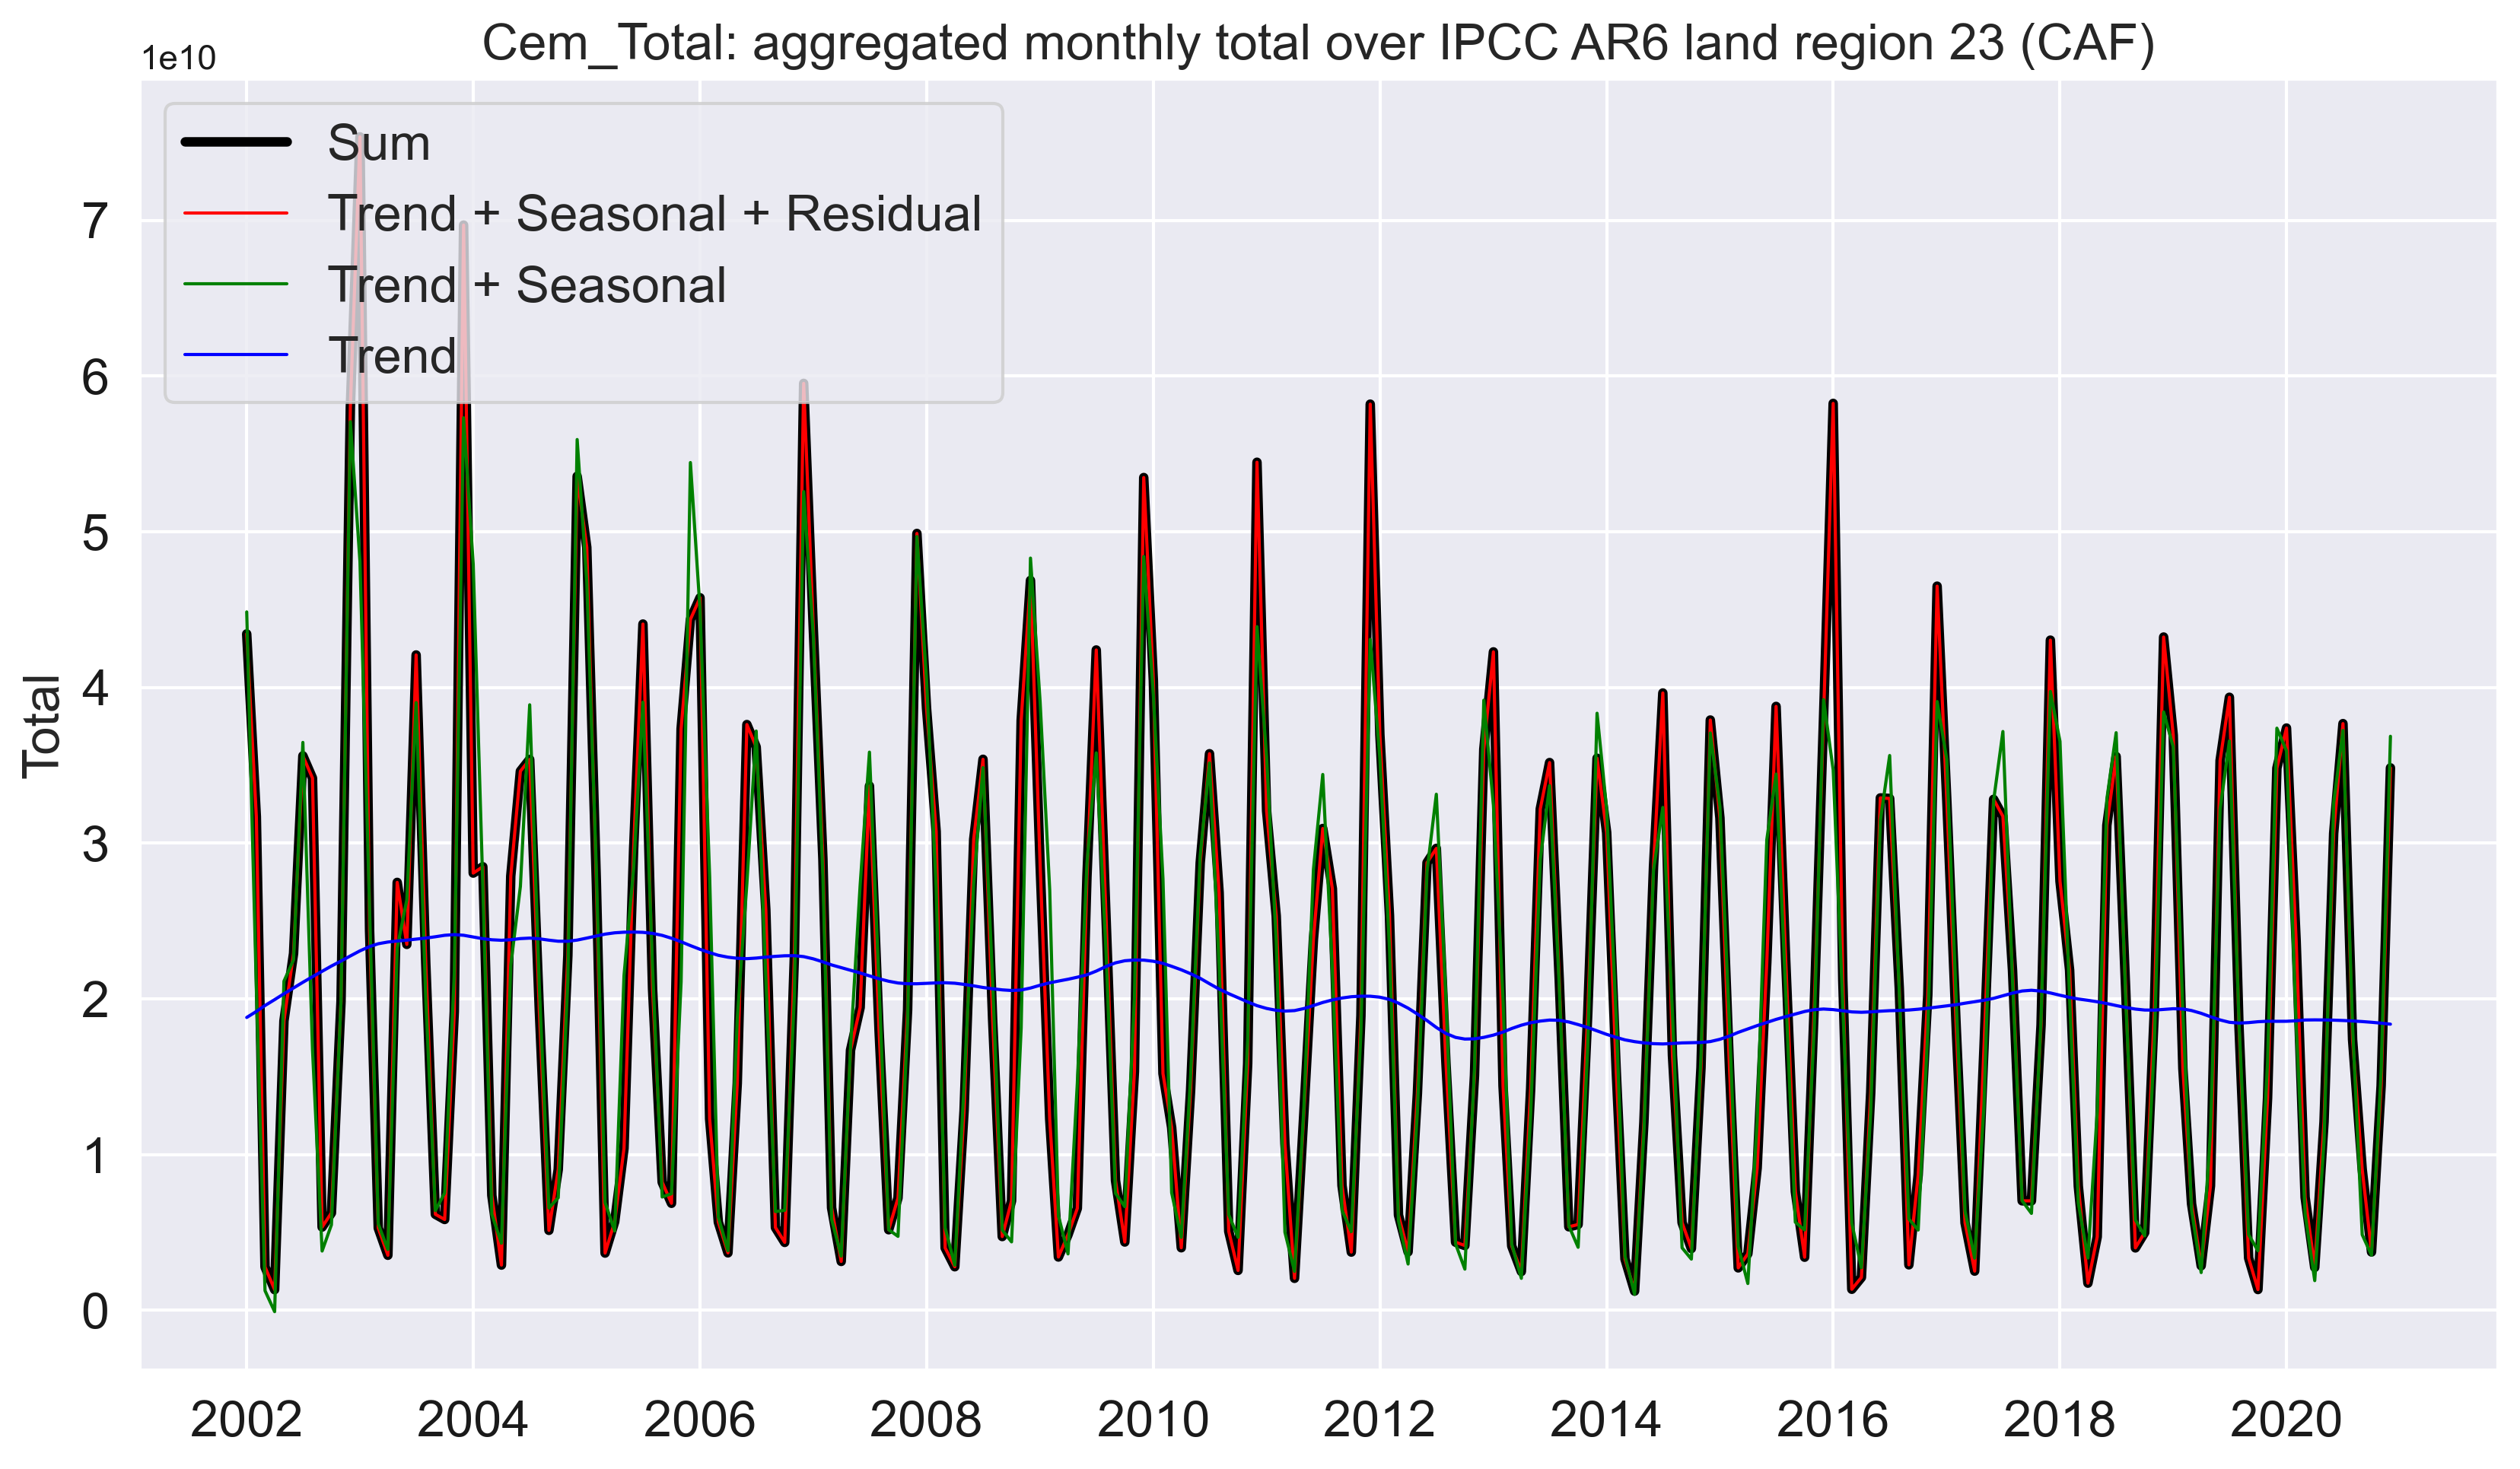 Cem_Total: aggregated monthly total over IPCC AR6 land region 23 (CAF)
1e10
Sum
Trend + Seasonal + Residual
Trend + Seasonal
Trend
7
6
5
4
3
2
1
0
Total
2002 2004 2006 2008 2010 2012 2014 2016 2018 2020